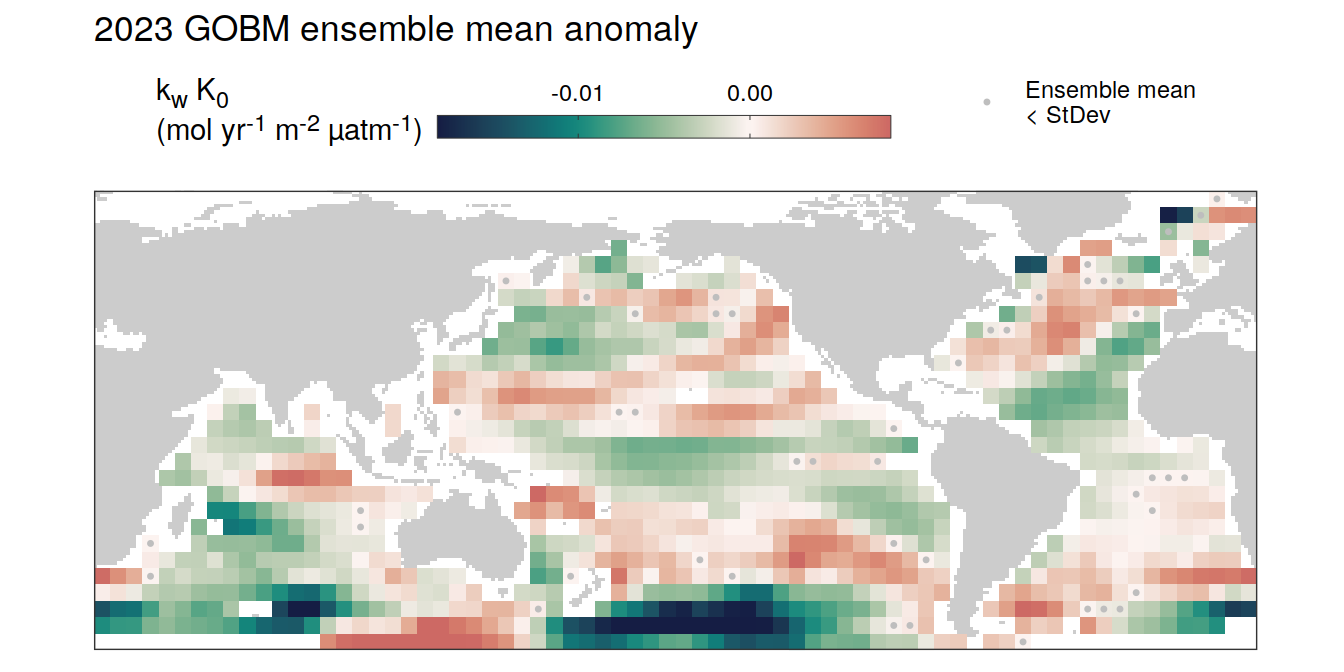 2023 GOBM ensemble mean anomaly
k_w K_0
(mol yr⁻¹ m⁻² µatm⁻¹)
-0.01 0.00
Ensemble mean
< StDev